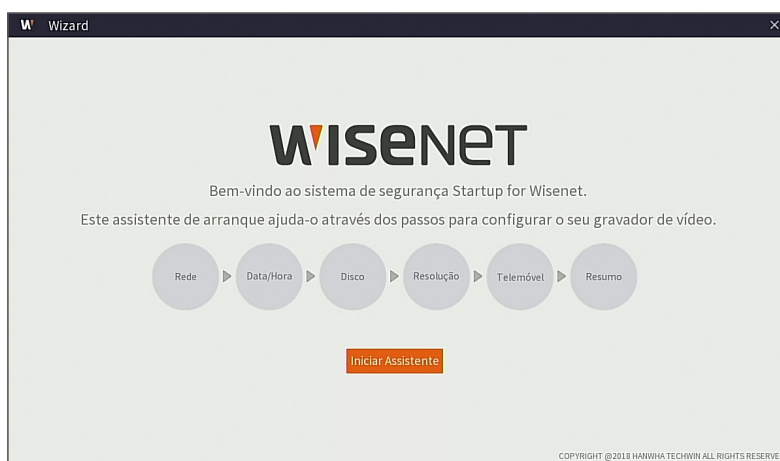 Wizard
WISENET
Bem-vindo ao sistema de segurança Startup for Wisenet.
Este assistente de arranque ajuda-o através dos passos para configurar o seu gravador de vídeo.
Rede Data/Hora Disco Resolução Telemóvel Resumo
Iniciar Assistente
COPYRIGHT @2018 HANWHA TECHWIN ALL RIGHTS RESERVE